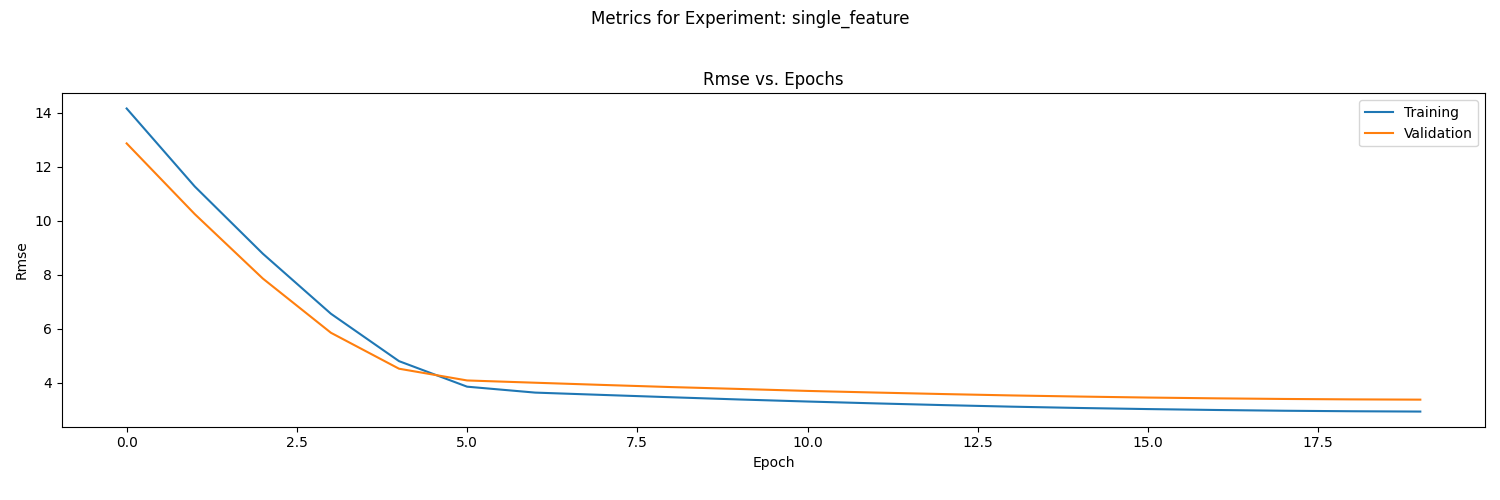 Metrics for Experiment: single_feature
Rmse vs. Epochs
Training
Validation
14
12
10
8
6
4
Rmse
0.0
2.5
5.0
7.5
10.0
12.5
15.0
17.5
Epoch